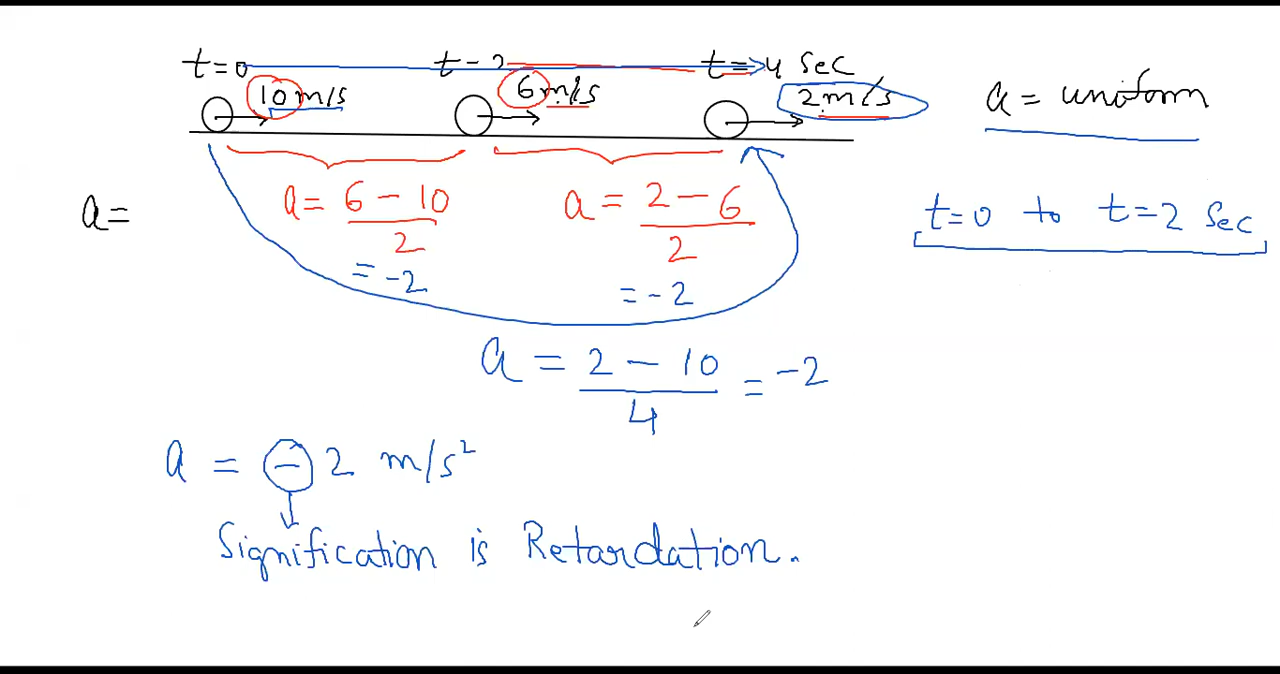 t=0 t-2 t=4 Sec
10m/s 6m/s 2m/s a= uniform
a= a= 6-10/2 a= 2-6/2 t=0 to t=2 Sec
= -2 = -2
a = 2-10/4 = -2
a = - 2 m/s²
Signification is Retardation.